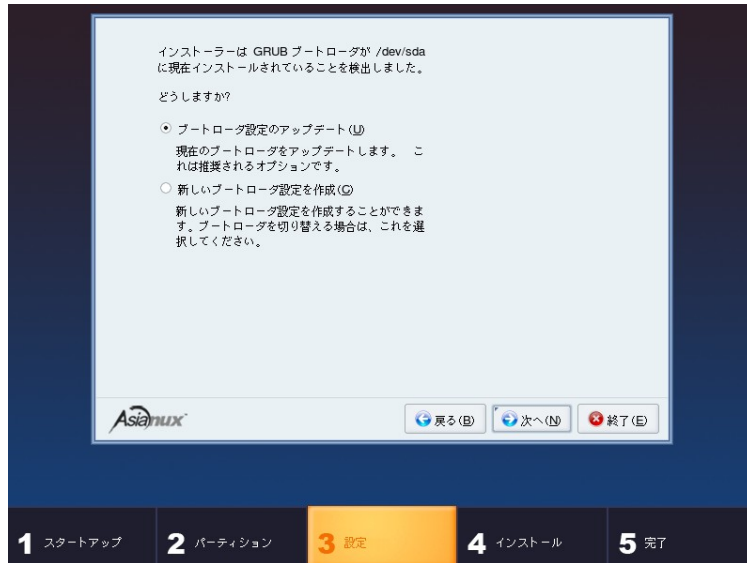 インストーラーは GRUB ブートローダが /dev/sda
に現在インストールされていることを検出しました。
どうしますか?
ブートローダ設定のアップデート(U)
現在のブートローダをアップデートします。 こ
れは推奨されるオプションです。
新しいブートローダ設定を作成(C)
新しいブートローダ設定を作成することができま
す。ブートローダを切り替える場合は、これを選
択してください。
Asianux
戻る(B)
次へ(N)
終了(E)
1 スタートアップ
2 パーティション
3 設定
4 インストール
5 完了